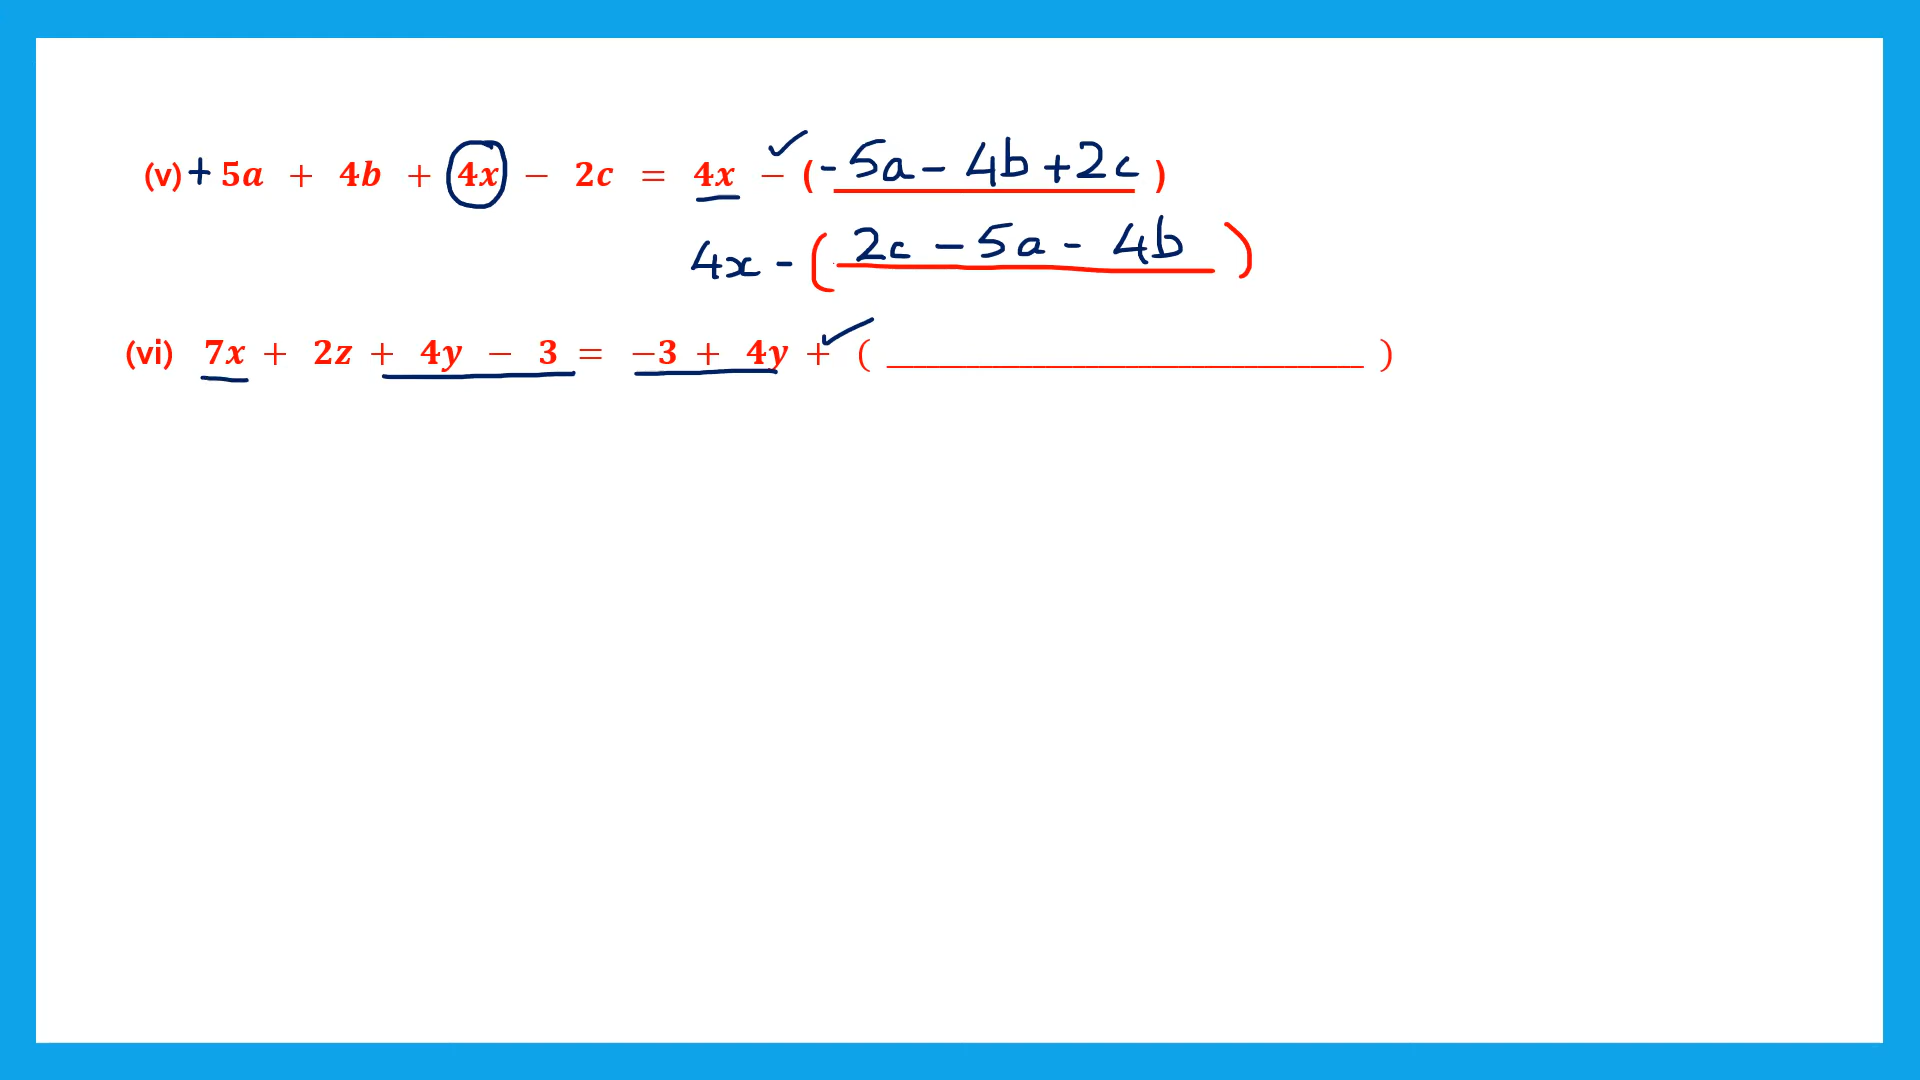 (v) + 5a + 4b + 4x - 2c = 4x - (-5a - 4b + 2c)
4x - (2c - 5a - 4b)
(vi) 7x + 2z + 4y - 3 = -3 + 4y + ( ______________________________ )